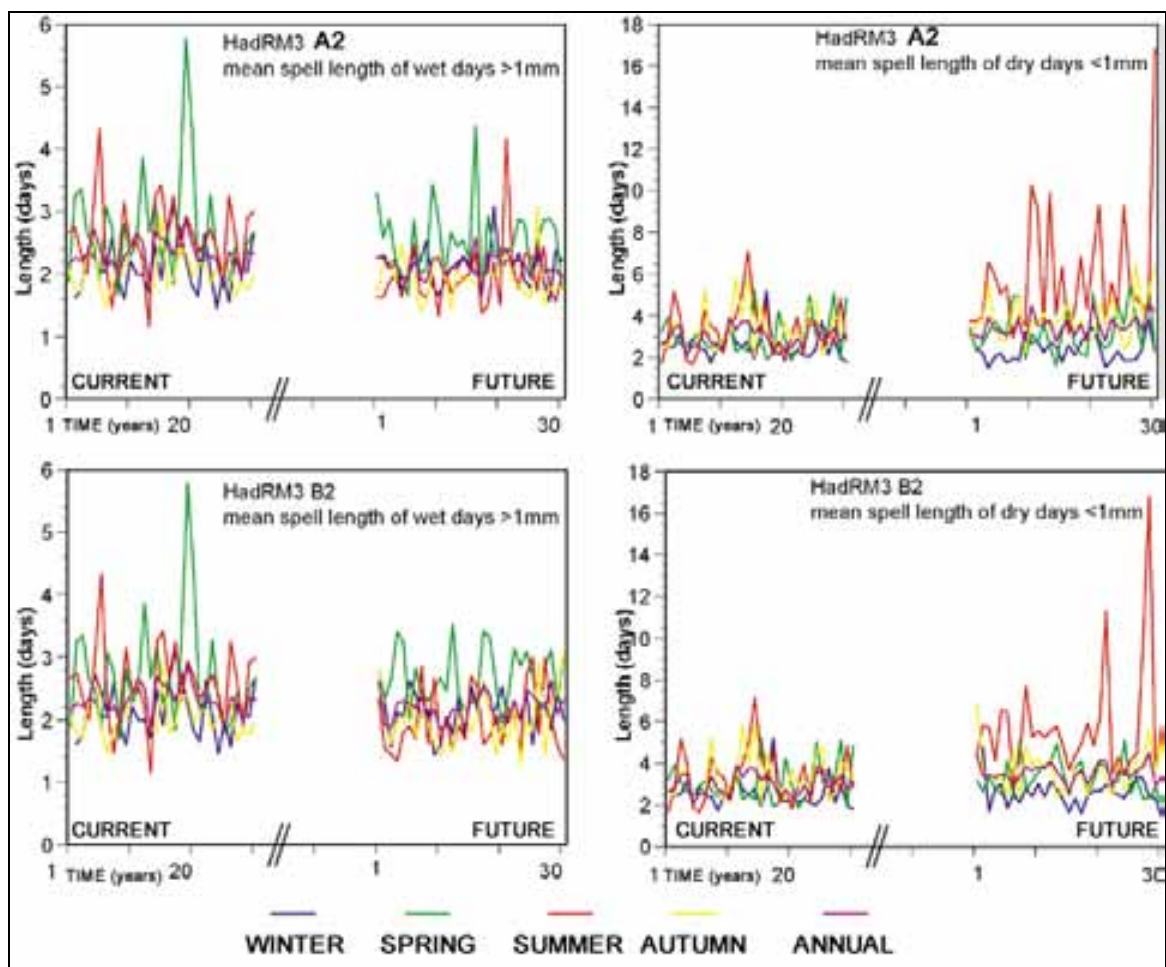 HadRM3 A2
mean spell length of wet days >1mm
6
5
4
3
2
1
0
Length (days)
CURRENT
FUTURE
1 TIME (years) 20
1
30
HadRM3 A2
mean spell length of dry days <1mm
18
16
14
12
10
8
6
4
2
0
Length (days)
CURRENT
FUTURE
1 TIME (years) 20
1
30
HadRM3 B2
mean spell length of wet days >1mm
6
5
4
3
2
1
0
Length (days)
CURRENT
FUTURE
1 TIME (years) 20
1
30
HadRM3 B2
mean spell length of dry days <1mm
18
16
14
12
10
8
6
4
2
0
Length (days)
CURRENT
FUTURE
1 TIME (years) 20
1
30
WINTER SPRING SUMMER AUTUMN ANNUAL